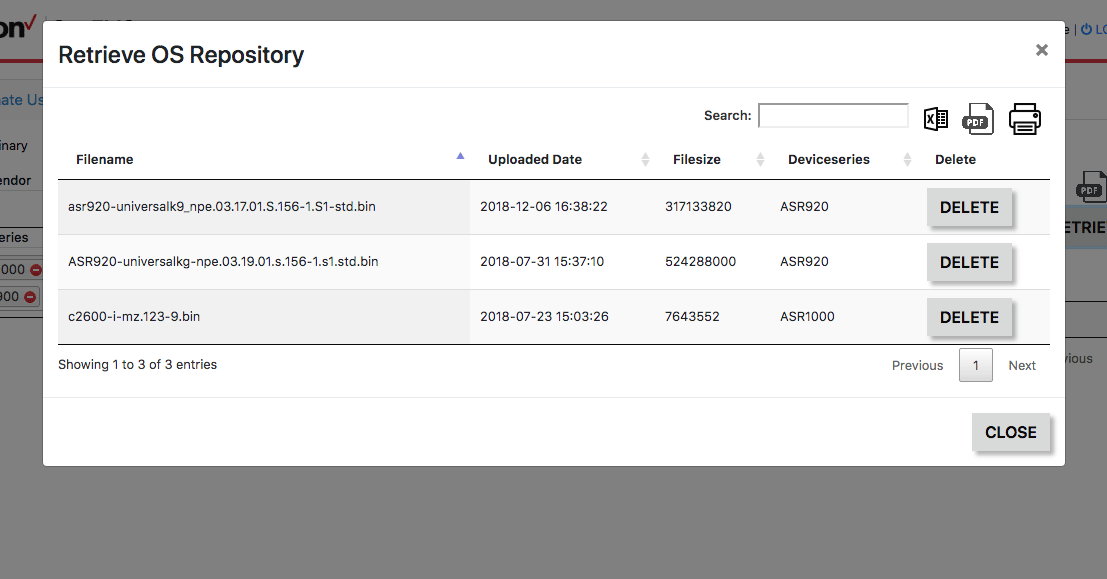 on
Retrieve OS Repository
×
Search:
PDF
Filename Uploaded Date Filesize Deviceseries Delete
asr920-universalk9_npe.03.17.01.S.156-1.S1-std.bin 2018-12-06 16:38:22 317133820 ASR920 DELETE
ASR920-universalkg-npe.03.19.01.s.156-1.s1.std.bin 2018-07-31 15:37:10 524288000 ASR920 DELETE
c2600-i-mz.123-9.bin 2018-07-23 15:03:26 7643552 ASR1000 DELETE
Showing 1 to 3 of 3 entries
Previous 1 Next
CLOSE
ate Us
inary
endor
eries
000
900
e | LO
PDF
ETRIE
vious